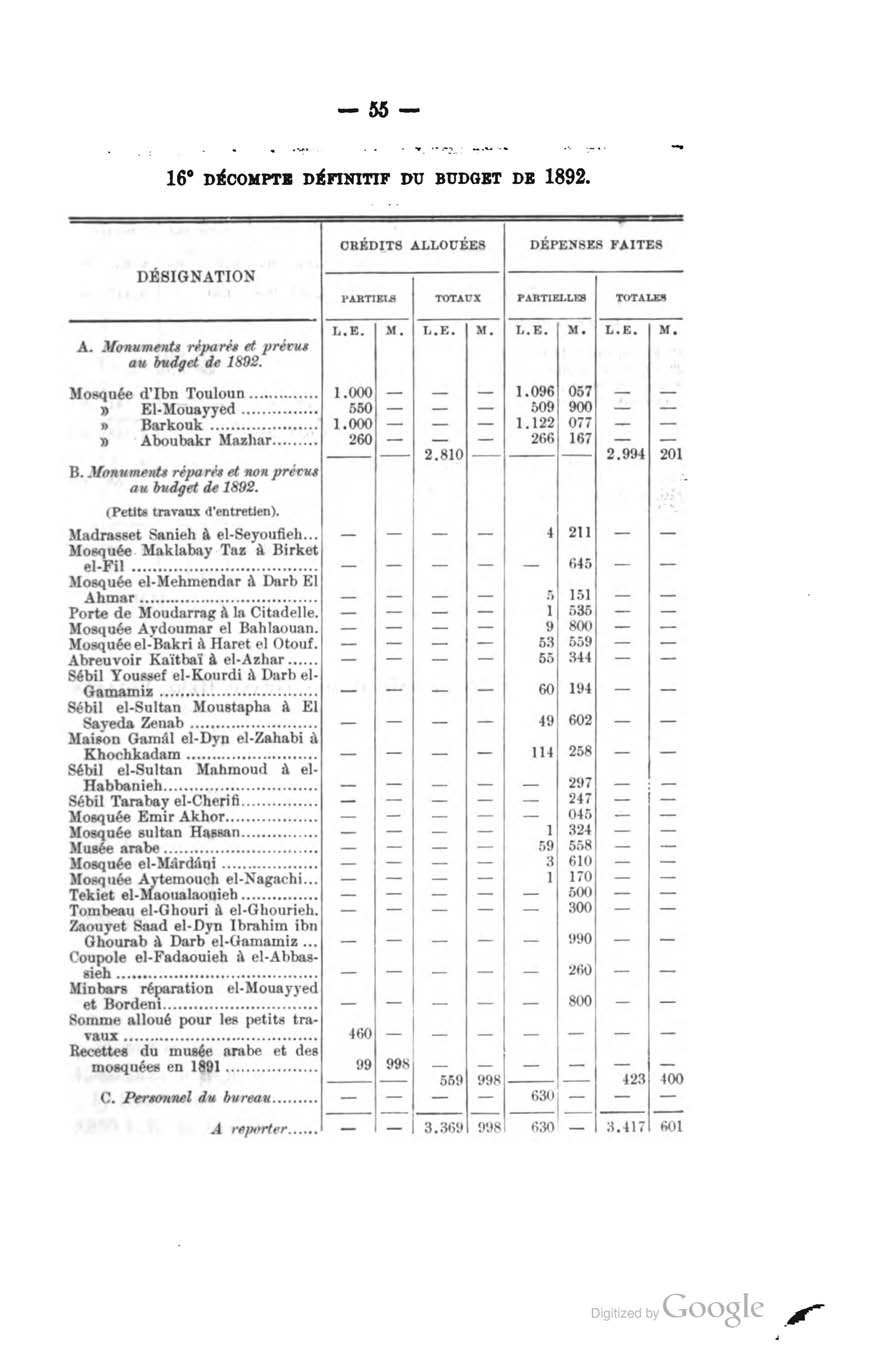 — 55 —
16° DÉCOMPTE DÉFINITIF DU BUDGET DE 1892.
DÉSIGNATION CRÉDITS ALLOUÉES DÉPENSES FAITES
PARTIELS TOTAUX PARTIELLES TOTALES
L.E. M. L.E. M. L.E. M. L.E. M.
A. Monuments réparés et prévus
au budget de 1892.
Mosquée d'Ibn Touloun .............. 1.000 — — — 1.096 057 — —
» El-Mouayyed ............... 550 — — — 509 900 — —
» Barkouk ..................... 1.000 — — — 1.122 077 — —
» Aboubakr Mazhar......... 260 — — — 266 167 — —
— — 2.810 — — — 2.994 201
B. Monuments réparés et non prévus
au budget de 1892.
(Petits travaux d'entretien).
Madrasset Sanieh à el-Seyoufieh... — — — — 4 211 — —
Mosquée Maklabay Taz à Birket
el-Fil .................................. — — — — — 645 — —
Mosquée el-Mehmendar à Darb El
Ahmar ................................ — — — — 5 151 — —
Porte de Moudarrag à la Citadelle. — — — — 1 535 — —
Mosquée Aydoumar el Bahlaouan. — — — — 9 800 — —
Mosquée el-Bakri à Haret el Otouf. — — — — 53 559 — —
Abreuvoir Kaïtbaï à el-Azhar ...... — — — — 55 344 — —
Sébil Youssef el-Kourdi à Darb el-
Gamamiz ............................. — — — — 60 194 — —
Sébil el-Sultan Moustapha à El
Sayeda Zenab ....................... — — — — 49 602 — —
Maison Gamâl el-Dyn el-Zahabi à
Khochkadam ........................ — — — — 114 258 — —
Sébil el-Sultan Mahmoud à el-
Habbanieh............................ — — — — — 297 — —
Sébil Tarabay el-Cherifi.............. — — — — — 247 — —
Mosquée Emir Akhor................. — — — — — 045 — —
Mosquée sultan Hassan.............. — — — — 1 324 — —
Musée arabe ............................ — — — — 59 558 — —
Mosquée el-Mârdâni .................. — — — — 3 610 — —
Mosquée Aytemouch el-Nagachi... — — — — 1 170 — —
Tekiet el-Maoualaouieh.............. — — — — — 500 — —
Tombeau el-Ghouri à el-Ghourieh. — — — — — 300 — —
Zaouyet Saad el-Dyn Ibrahim ibn
Ghourab à Darb el-Gamamiz ... — — — — — 990 — —
Coupole el-Fadaouieh à el-Abbas-
sieh .................................... — — — — — 260 — —
Minbars réparation el-Mouayyed
et Bordeni............................ — — — — — 800 — —
Somme alloué pour les petits tra-
vaux ................................... 460 — — — — — — —
Recettes du musée arabe et des
mosquées en 1891 ................. 99 998 — — — — — —
— — 559 998 — — 423 400
C. Personnel du bureau......... — — — — 630 — — —
A reporter...... — — 3.369 998 630 — 3.417 601
Digitized by Google